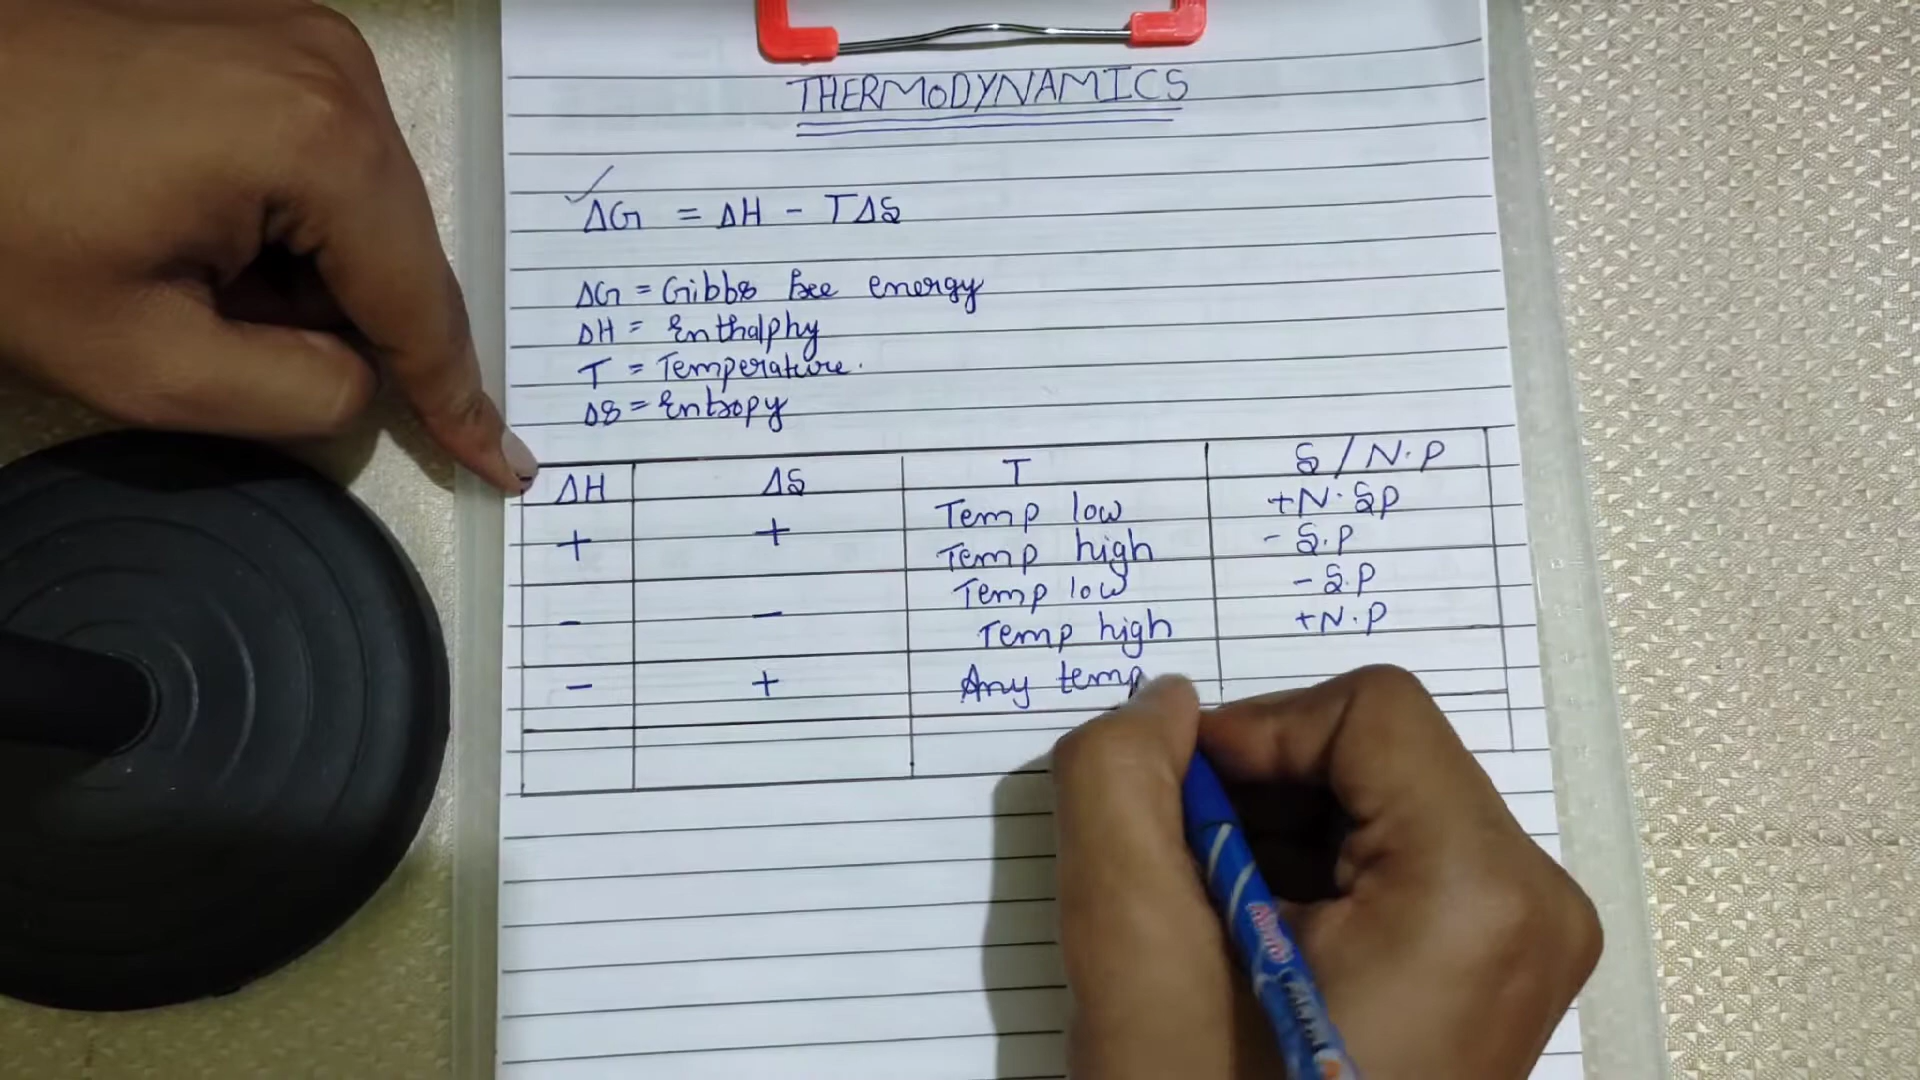 THERMODYNAMICS
ΔG = ΔH - TΔS
ΔG = Gibbs free energy
ΔH = Enthalphy
T = Temperature.
ΔS = Entropy
ΔH ΔS T S / N.P
+ + Temp low +N.SP
Temp high - S.P
- - Temp low - S.P
Temp high +N.P
- + Any temp